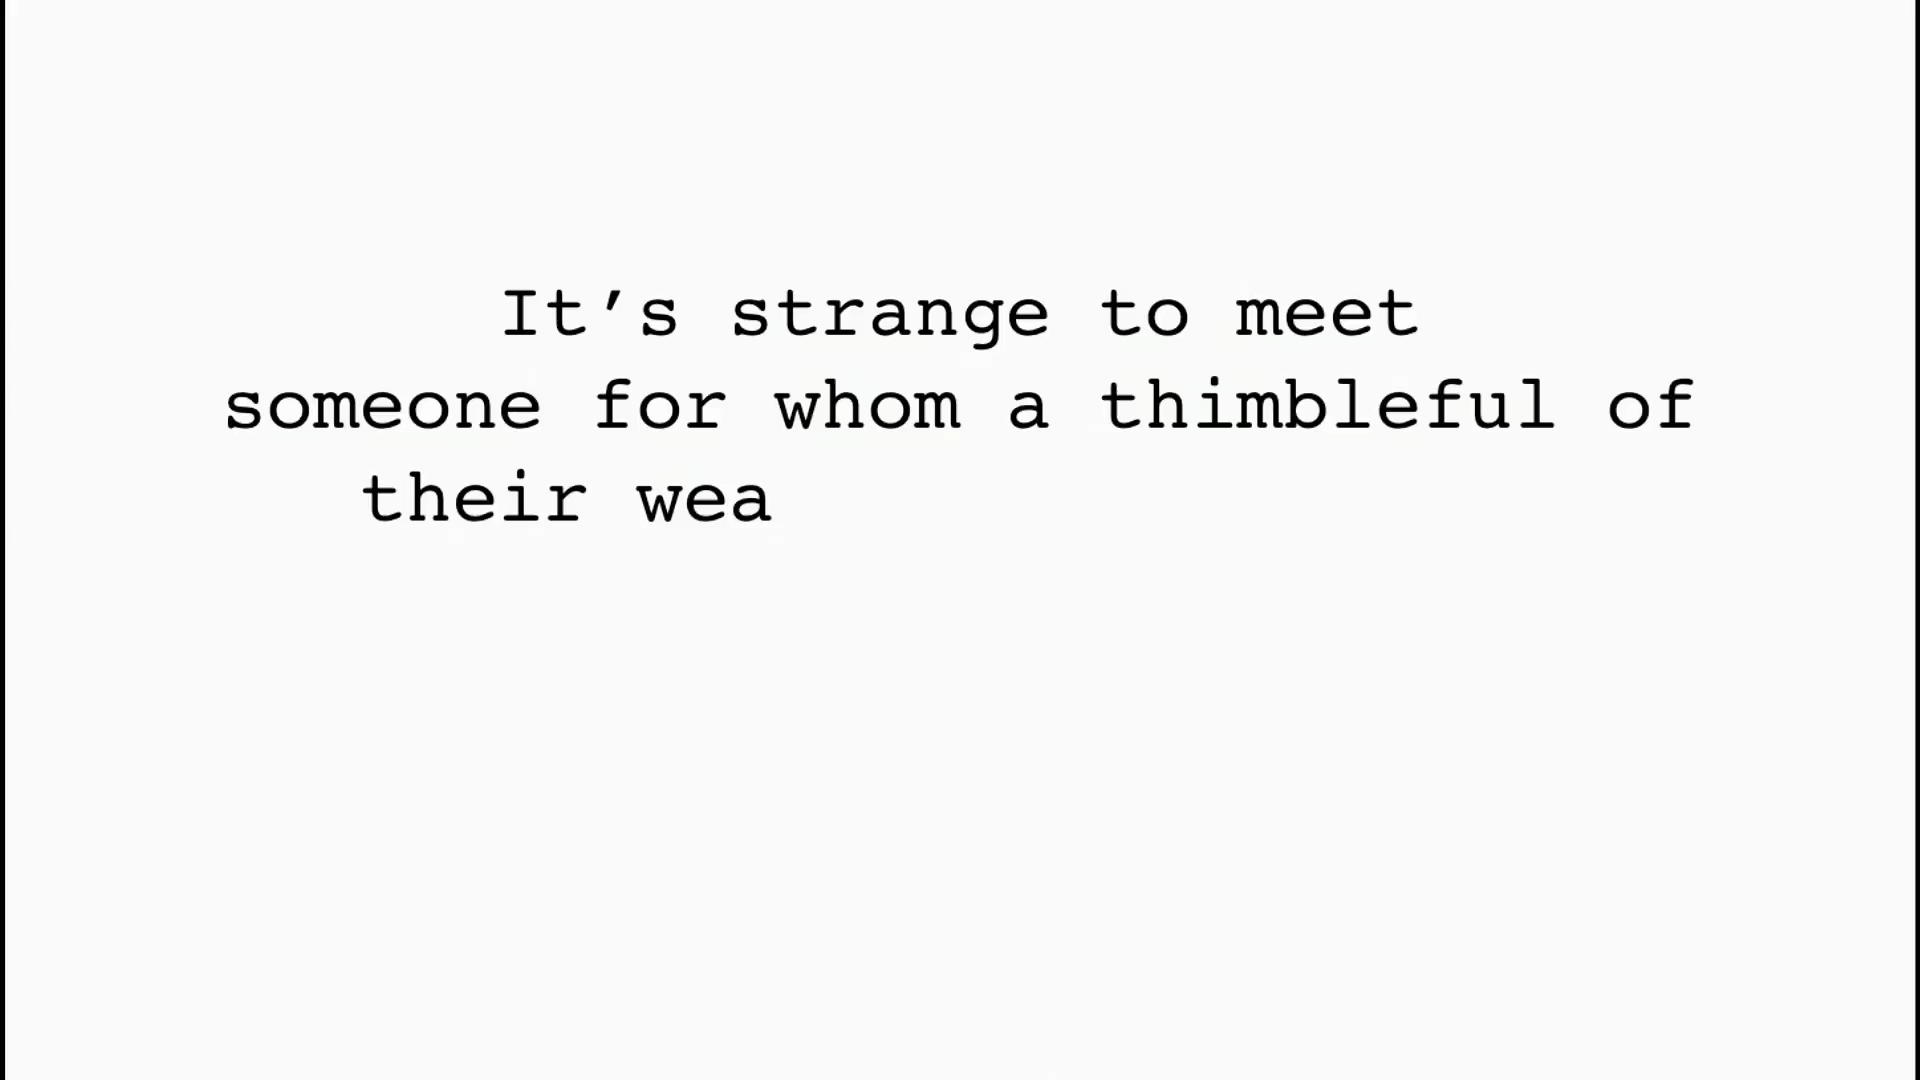 It’s strange to meet
someone for whom a thimbleful of
their wea